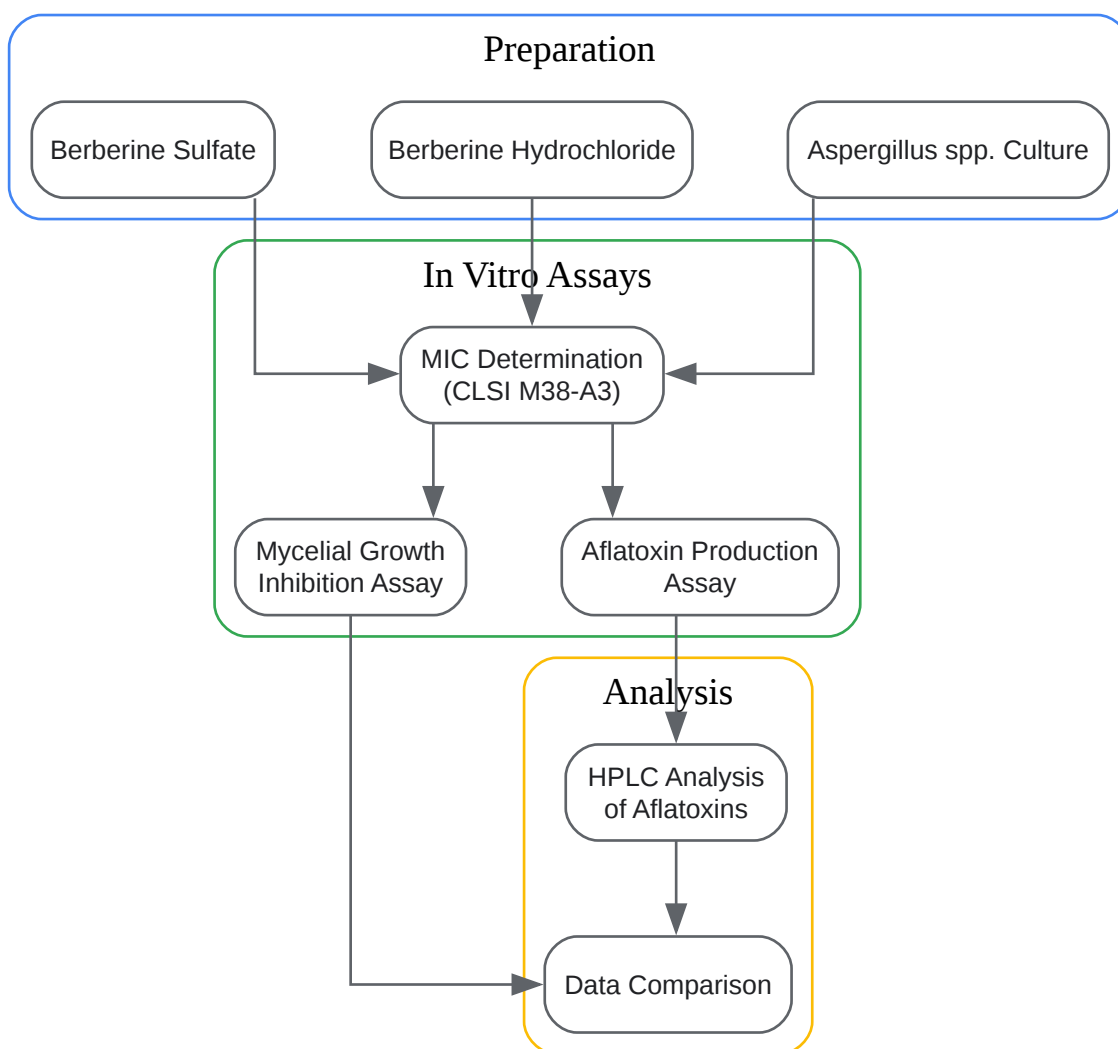 Preparation
Berberine Sulfate
Berberine Hydrochloride
Aspergillus spp. Culture
In Vitro Assays
MIC Determination
(CLSI M38-A3)
Mycelial Growth
Inhibition Assay
Aflatoxin Production
Assay
Analysis
HPLC Analysis
of Aflatoxins
Data Comparison